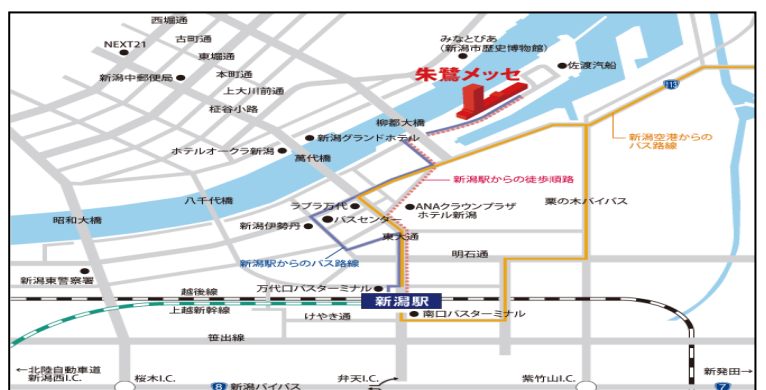 西堀通
古町通
NEXT21
東堀通
新潟中郵便局
本町通
上大川前通
柾谷小路
みなとぴあ
(新潟市歴史博物館)
佐渡汽船
朱鷺メッセ
113
柳都大橋
新潟グランドホテル
ホテルオークラ新潟
萬代橋
新潟空港からの
バス路線
新潟駅からの徒歩順路
八千代橋
昭和大橋
ラブラ万代
ANAクラウンプラザ
ホテル新潟
栗の木バイパス
バスセンター
新潟伊勢丹
東大通
明石通
新潟駅からのバス路線
新潟東警察署
万代口バスターミナル
越後線
新潟駅
上越新幹線
けやき通
南口バスターミナル
笹出線
←北陸自動車道
新潟西I.C.
桜木I.C.
8
新潟バイパス
弁天I.C.
紫竹山I.C.
7
新発田→